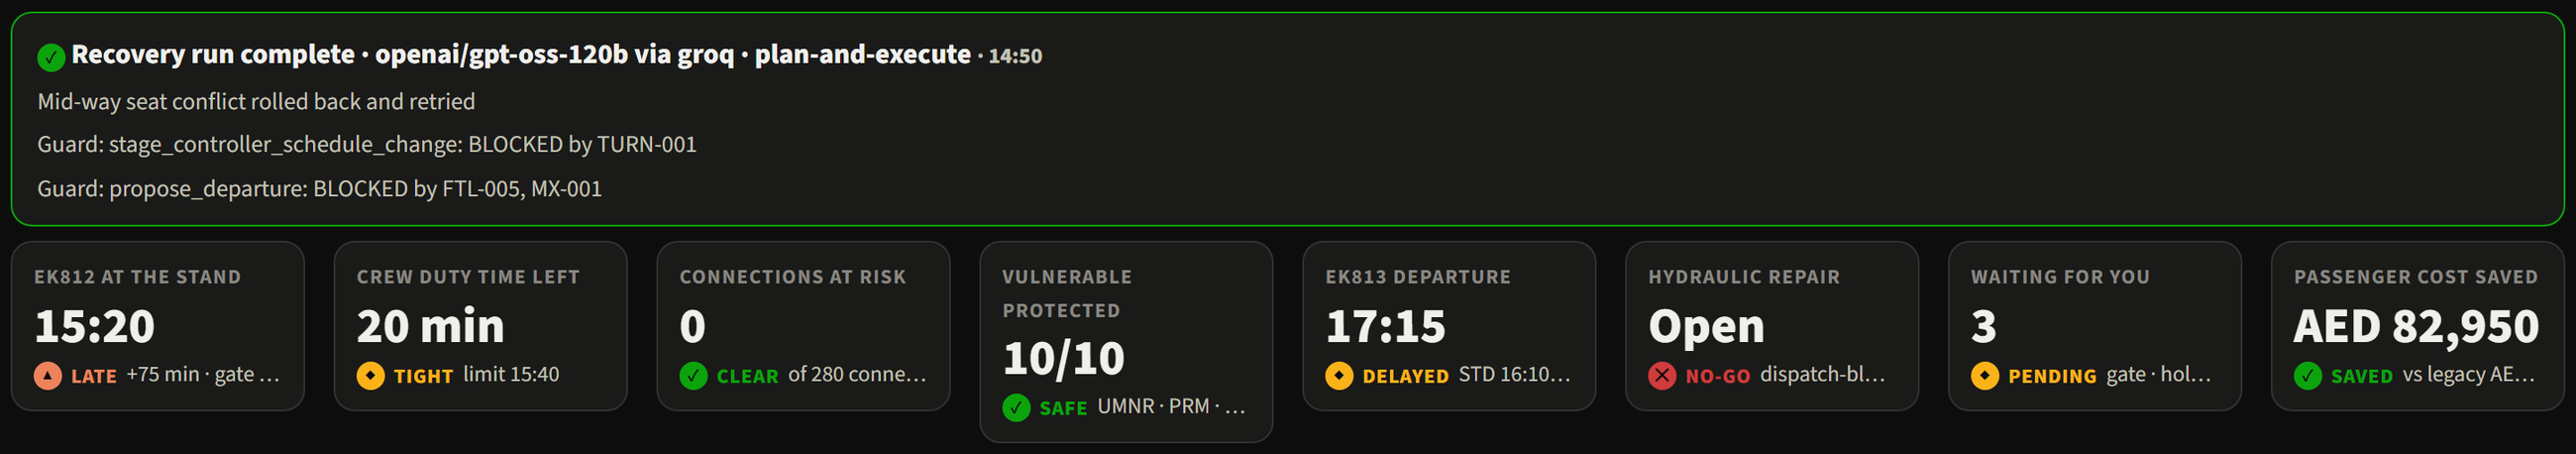 Recovery run complete · openai/gpt-oss-120b via groq · plan-and-execute · 14:50
Mid-way seat conflict rolled back and retried
Guard: stage_controller_schedule_change: BLOCKED by TURN-001
Guard: propose_departure: BLOCKED by FTL-005, MX-001
EK812 AT THE STAND
15:20
LATE +75 min · gate …
CREW DUTY TIME LEFT
20 min
TIGHT limit 15:40
CONNECTIONS AT RISK
0
CLEAR of 280 conne…
VULNERABLE
PROTECTED
10/10
SAFE UMNR · PRM · …
EK813 DEPARTURE
17:15
DELAYED STD 16:10…
HYDRAULIC REPAIR
Open
NO-GO dispatch-bl…
WAITING FOR YOU
3
PENDING gate · hol…
PASSENGER COST SAVED
AED 82,950
SAVED vs legacy AE…